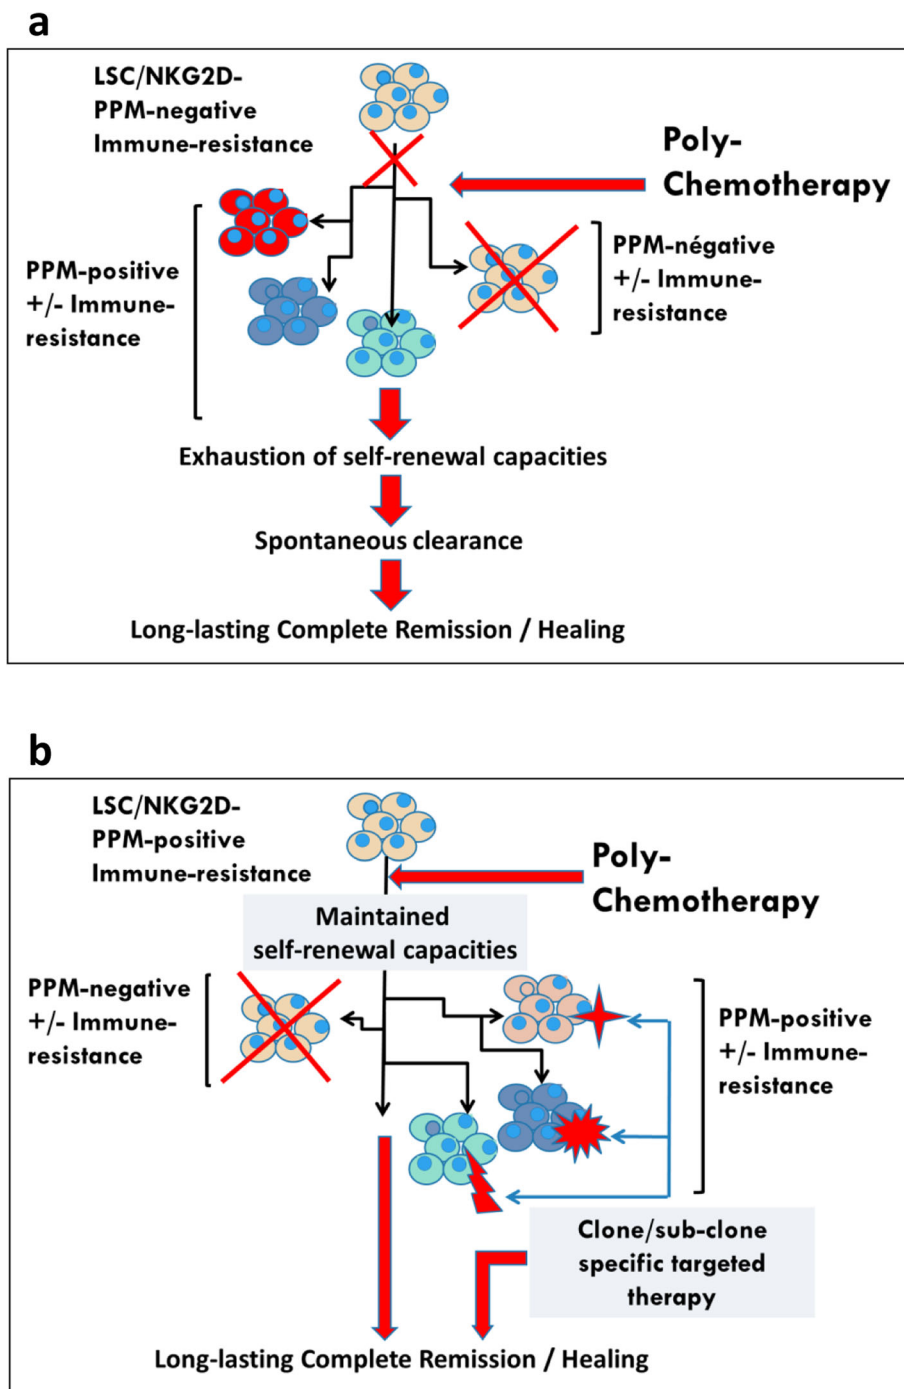 a
LSC/NKG2D-
PPM-negative
Immune-resistance
Poly-
Chemotherapy
PPM-positive
+/- Immune-
resistance
PPM-négative
+/- Immune-
resistance
Exhaustion of self-renewal capacities
Spontaneous clearance
Long-lasting Complete Remission / Healing
b
LSC/NKG2D-
PPM-positive
Immune-resistance
Poly-
Chemotherapy
Maintained
self-renewal capacities
PPM-negative
+/- Immune-
resistance
PPM-positive
+/- Immune-
resistance
Clone/sub-clone
specific targeted
therapy
Long-lasting Complete Remission / Healing